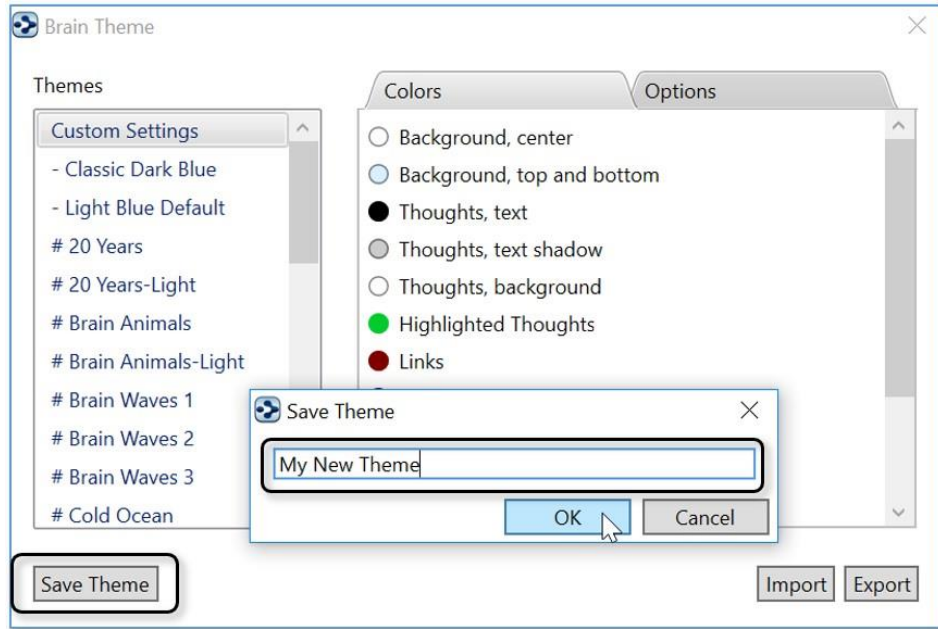 Brain Theme
Themes
Custom Settings
- Classic Dark Blue
- Light Blue Default
# 20 Years
# 20 Years-Light
# Brain Animals
# Brain Animals-Light
# Brain Waves 1
# Brain Waves 2
# Brain Waves 3
# Cold Ocean
Colors
Options
Background, center
Background, top and bottom
Thoughts, text
Thoughts, text shadow
Thoughts, background
Highlighted Thoughts
Links
Save Theme
My New Theme
OK
Cancel
Save Theme
Import
Export